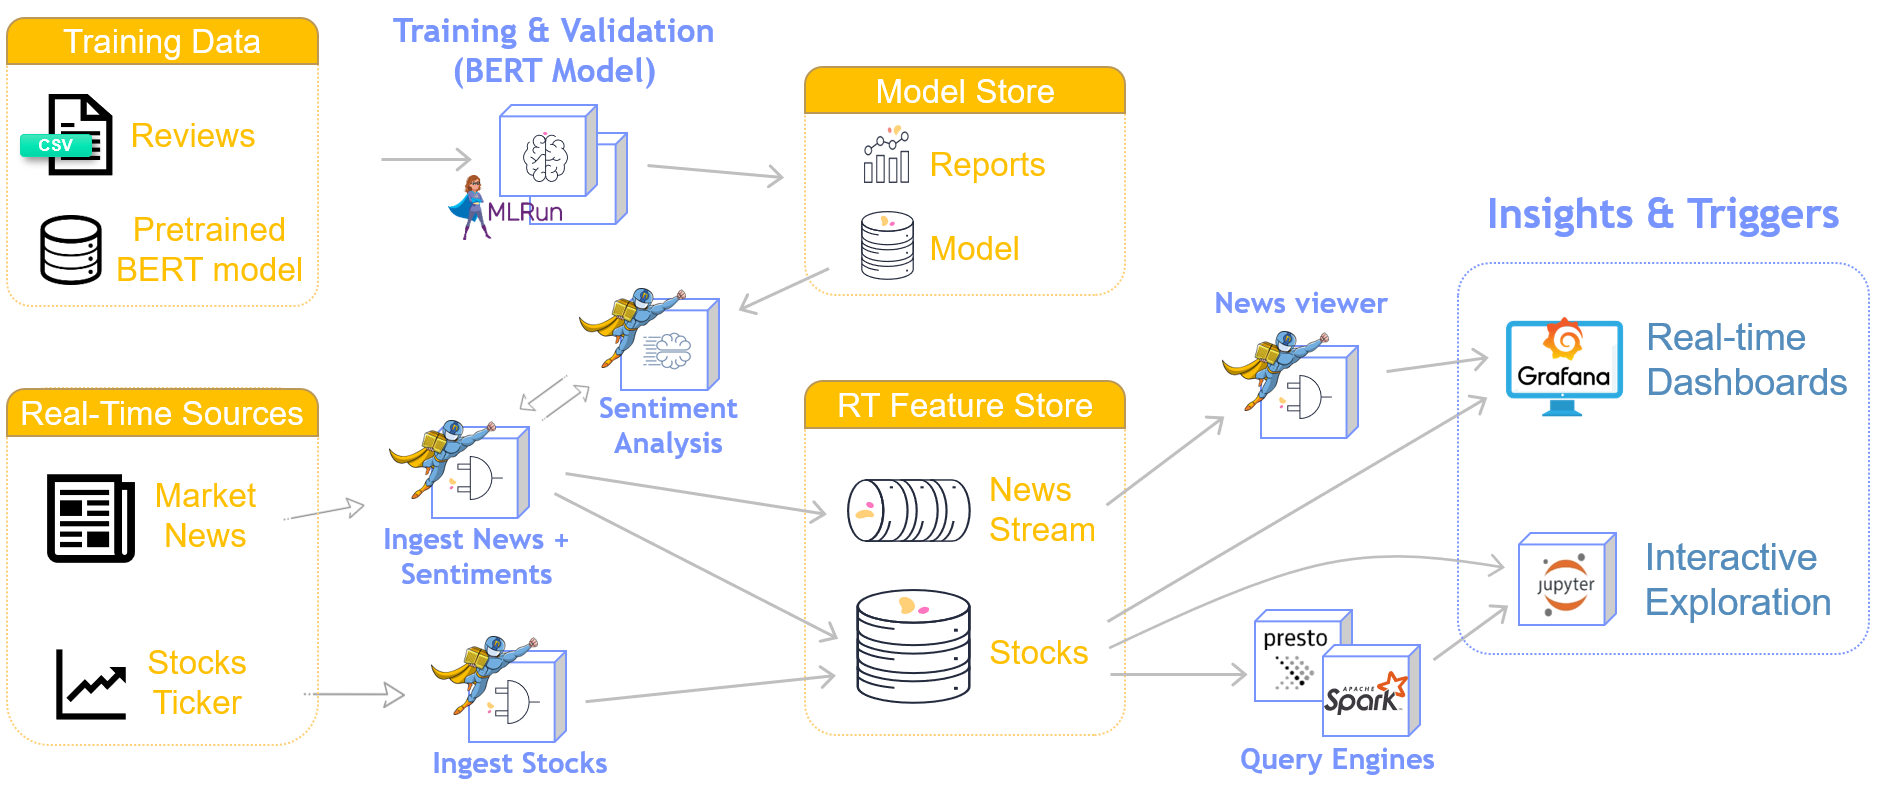 Training Data
CSV
Reviews
Pretrained
BERT model
Training & Validation
(BERT Model)
MLRun
Model Store
Reports
Model
Sentiment
Analysis
Real-Time Sources
Market
News
Stocks
Ticker
Ingest News +
Sentiments
Ingest Stocks
RT Feature Store
News
Stream
Stocks
News viewer
presto
APACHE
Spark
Query Engines
Insights & Triggers
Grafana
Real-time
Dashboards
jupyter
Interactive
Exploration